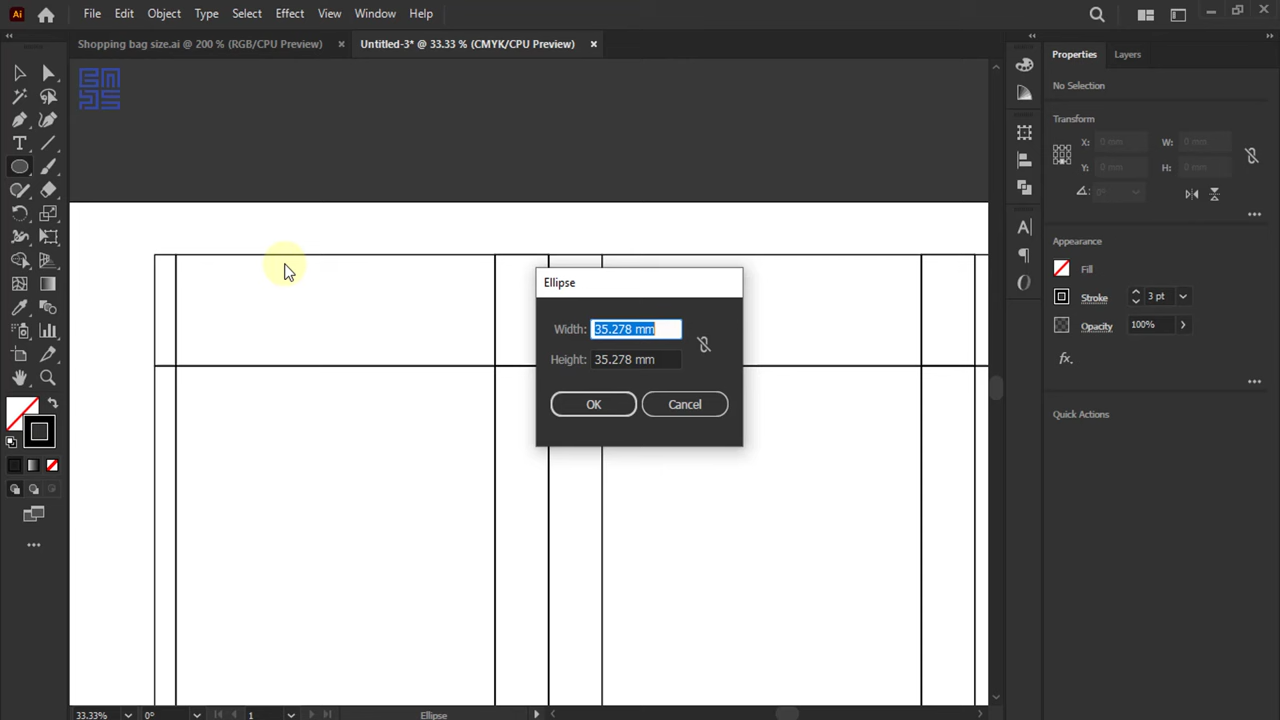 Ai File Edit Object Type Select Effect View Window Help
Shopping bag size.ai @ 200 % (RGB/CPU Preview) × Untitled-3* @ 33.33 % (CMYK/CPU Preview) ×
Properties Layers
No Selection
Transform
X: 0 mm W: 0 mm
Y: 0 mm H: 0 mm
0°
Appearance
Fill
Stroke 3 pt
Opacity 100%
fx.
Quick Actions
Ellipse
Width: 35.278 mm
Height: 35.278 mm
OK Cancel
33.33% 0° 1 Ellipse